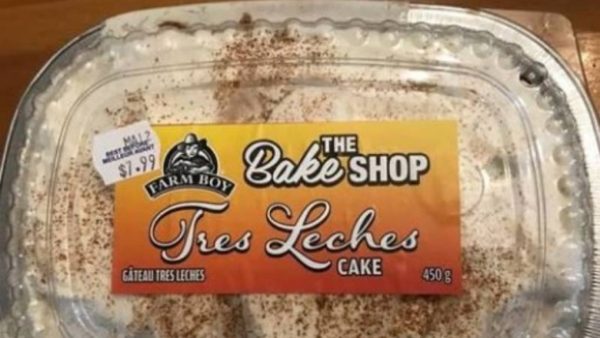 MA12
BEST BEFORE
MEILLEUR AVANT
$7.99
FARM BOY
THE
Bake SHOP
Tres Leches
CAKE
GÂTEAU TRES LECHES
450 g